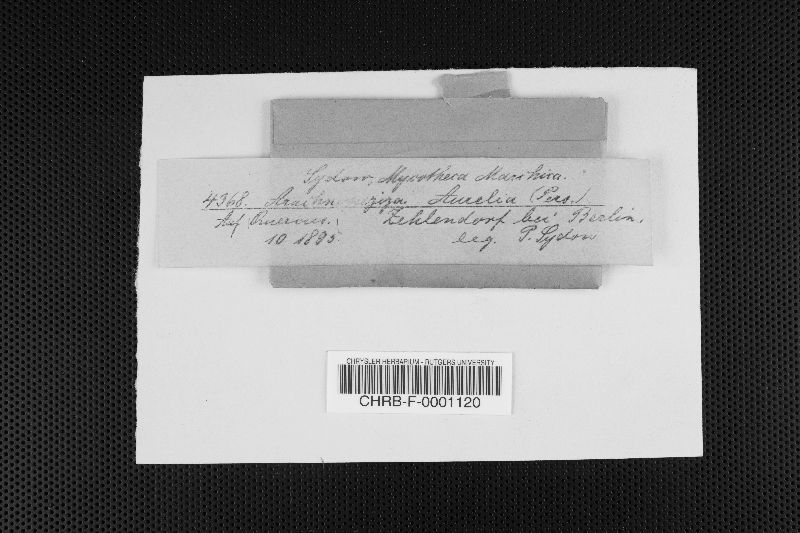 Sydow, Mycotheca Marchica.
4368. Arachnopeziza Aurelia (Pers.)
Auf Quercus. Zehlendorf bei Berlin,
10 1895. leg. P. Sydow
CHRYSLER HERBARIUM - RUTGERS UNIVERSITY
CHRB-F-0001120